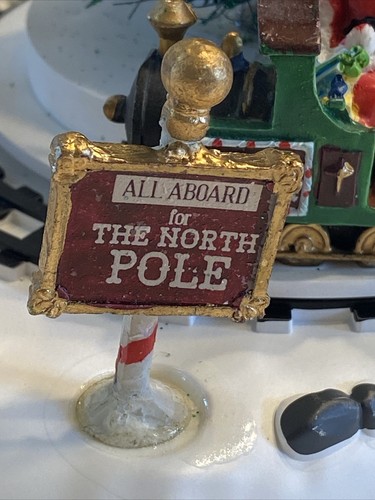 ALL ABOARD
for
THE NORTH
POLE